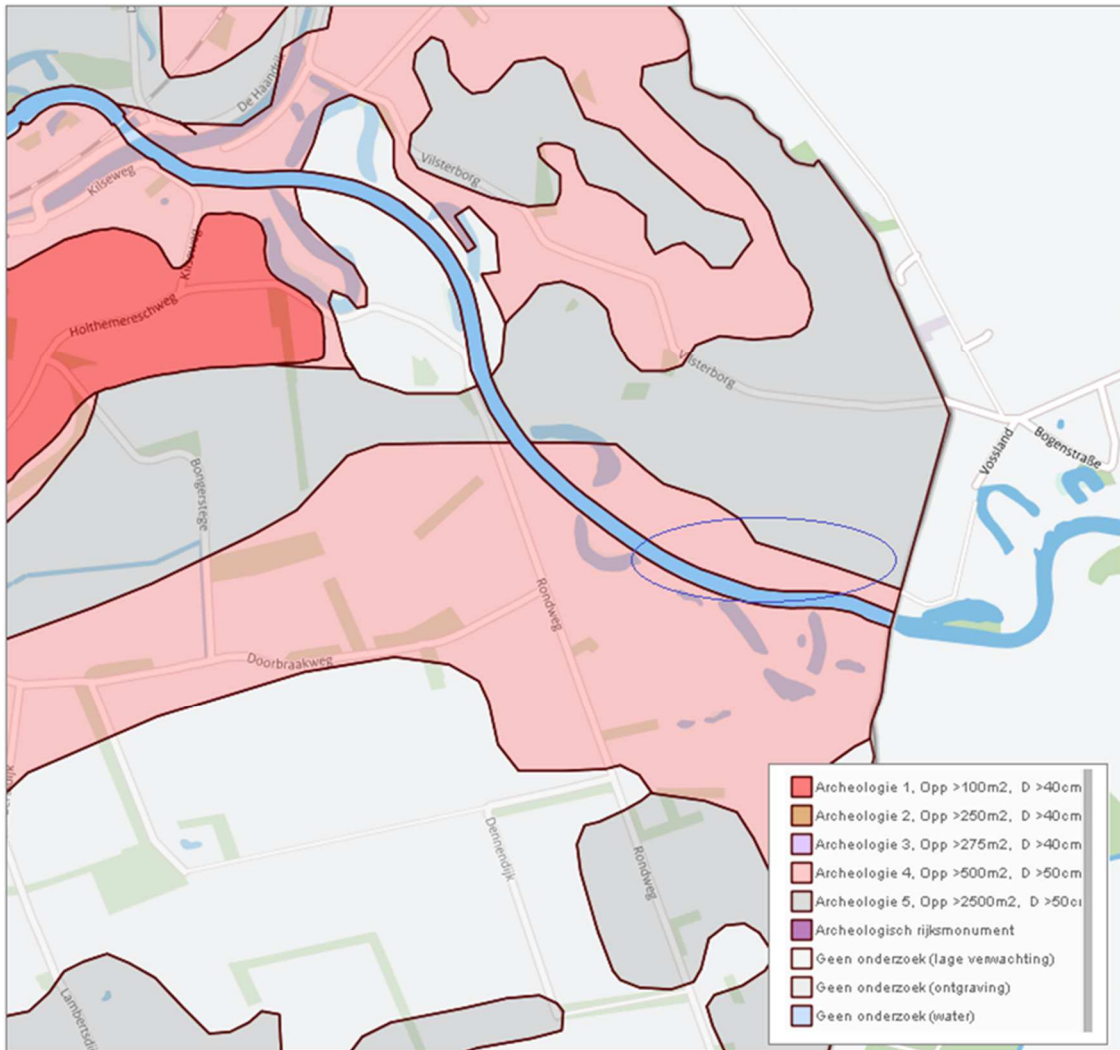 De Haandrik
Kilseweg
Vilsterborg
Kilseweg
Holthemereschweg
Vilsterborg
Vossland
Bogenstraße
Bongerstege
Rondweg
Doorbraakweg
Dennendijk
Rondweg
Archeologie 1, Opp >100m2, D >40cm
Archeologie 2, Opp >250m2, D >40cm
Archeologie 3, Opp >275m2, D >40cm
Archeologie 4, Opp >500m2, D >50cm
Archeologie 5, Opp >2500m2, D >50c
Archeologisch rijksmonument
Geen onderzoek (lage verwachting)
Geen onderzoek (ontgraving)
Geen onderzoek (water)